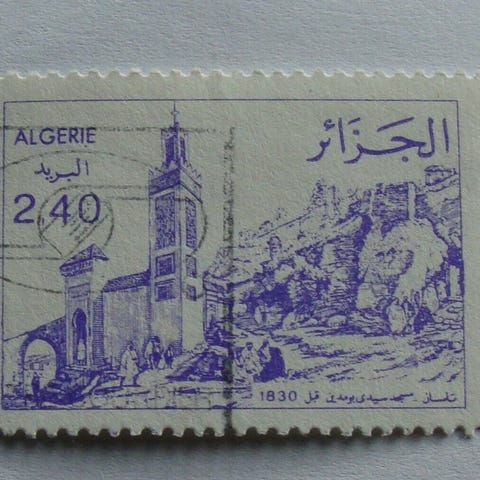 ALGERIE
الجزائر
البريد
2,40
تلمسان . مسجد سيدي بومدين قبل 1830